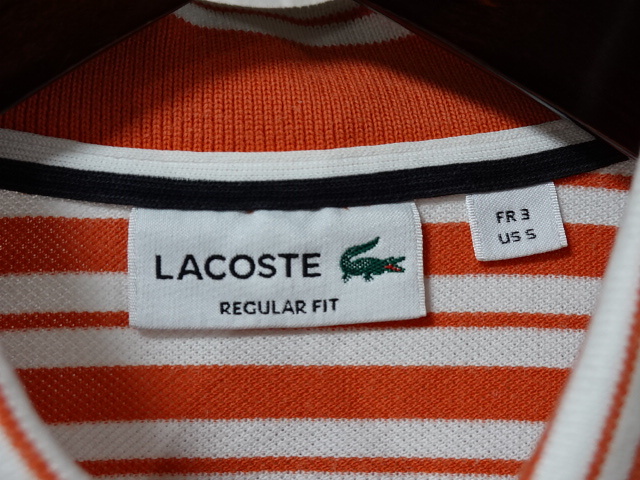 LACOSTE
REGULAR FIT
FR 3
US S